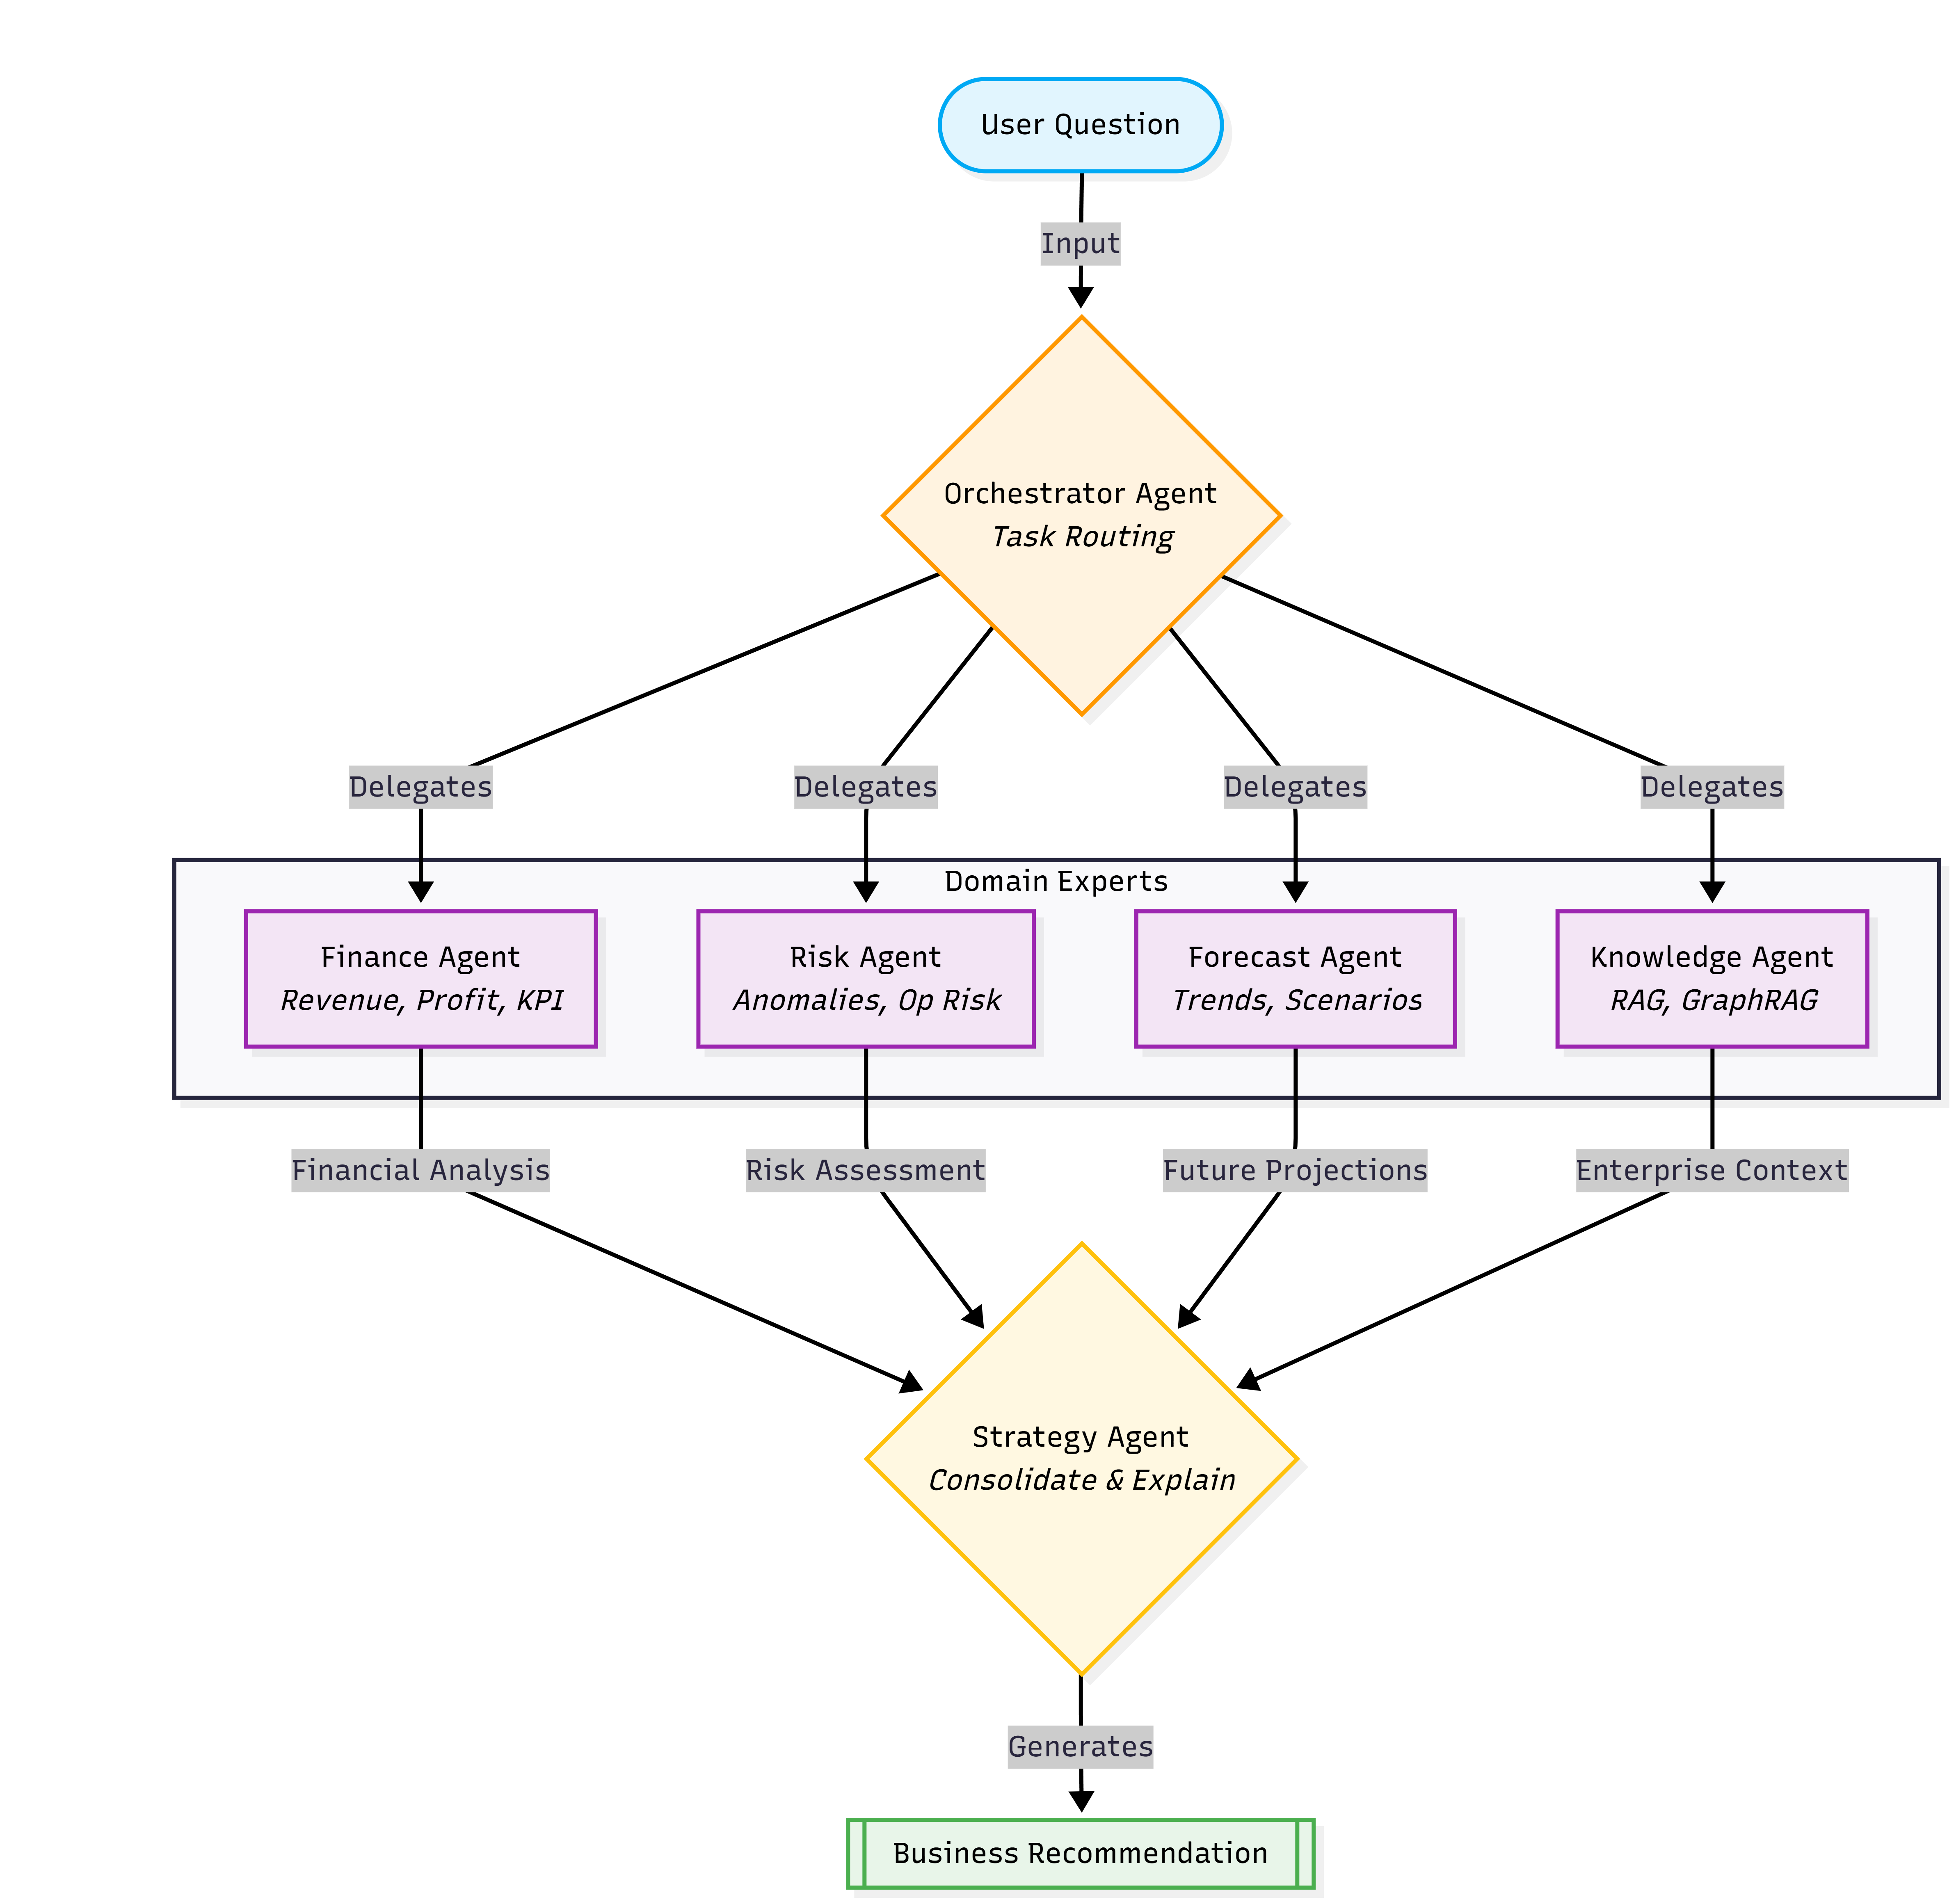 User Question
Input
Orchestrator Agent
Task Routing
Delegates
Delegates
Delegates
Delegates
Domain Experts
Finance Agent
Revenue, Profit, KPI
Risk Agent
Anomalies, Op Risk
Forecast Agent
Trends, Scenarios
Knowledge Agent
RAG, GraphRAG
Financial Analysis
Risk Assessment
Future Projections
Enterprise Context
Strategy Agent
Consolidate & Explain
Generates
Business Recommendation